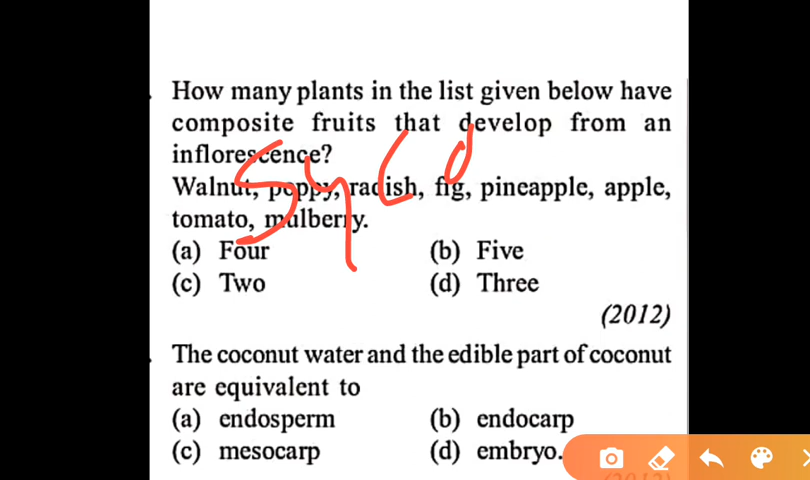 How many plants in the list given below have
composite fruits that develop from an
inflorescence?
Walnut, poppy, radish, fig, pineapple, apple,
tomato, mulberry.
(a) Four (b) Five
(c) Two (d) Three
(2012)
The coconut water and the edible part of coconut
are equivalent to
(a) endosperm (b) endocarp
(c) mesocarp (d) embryo.